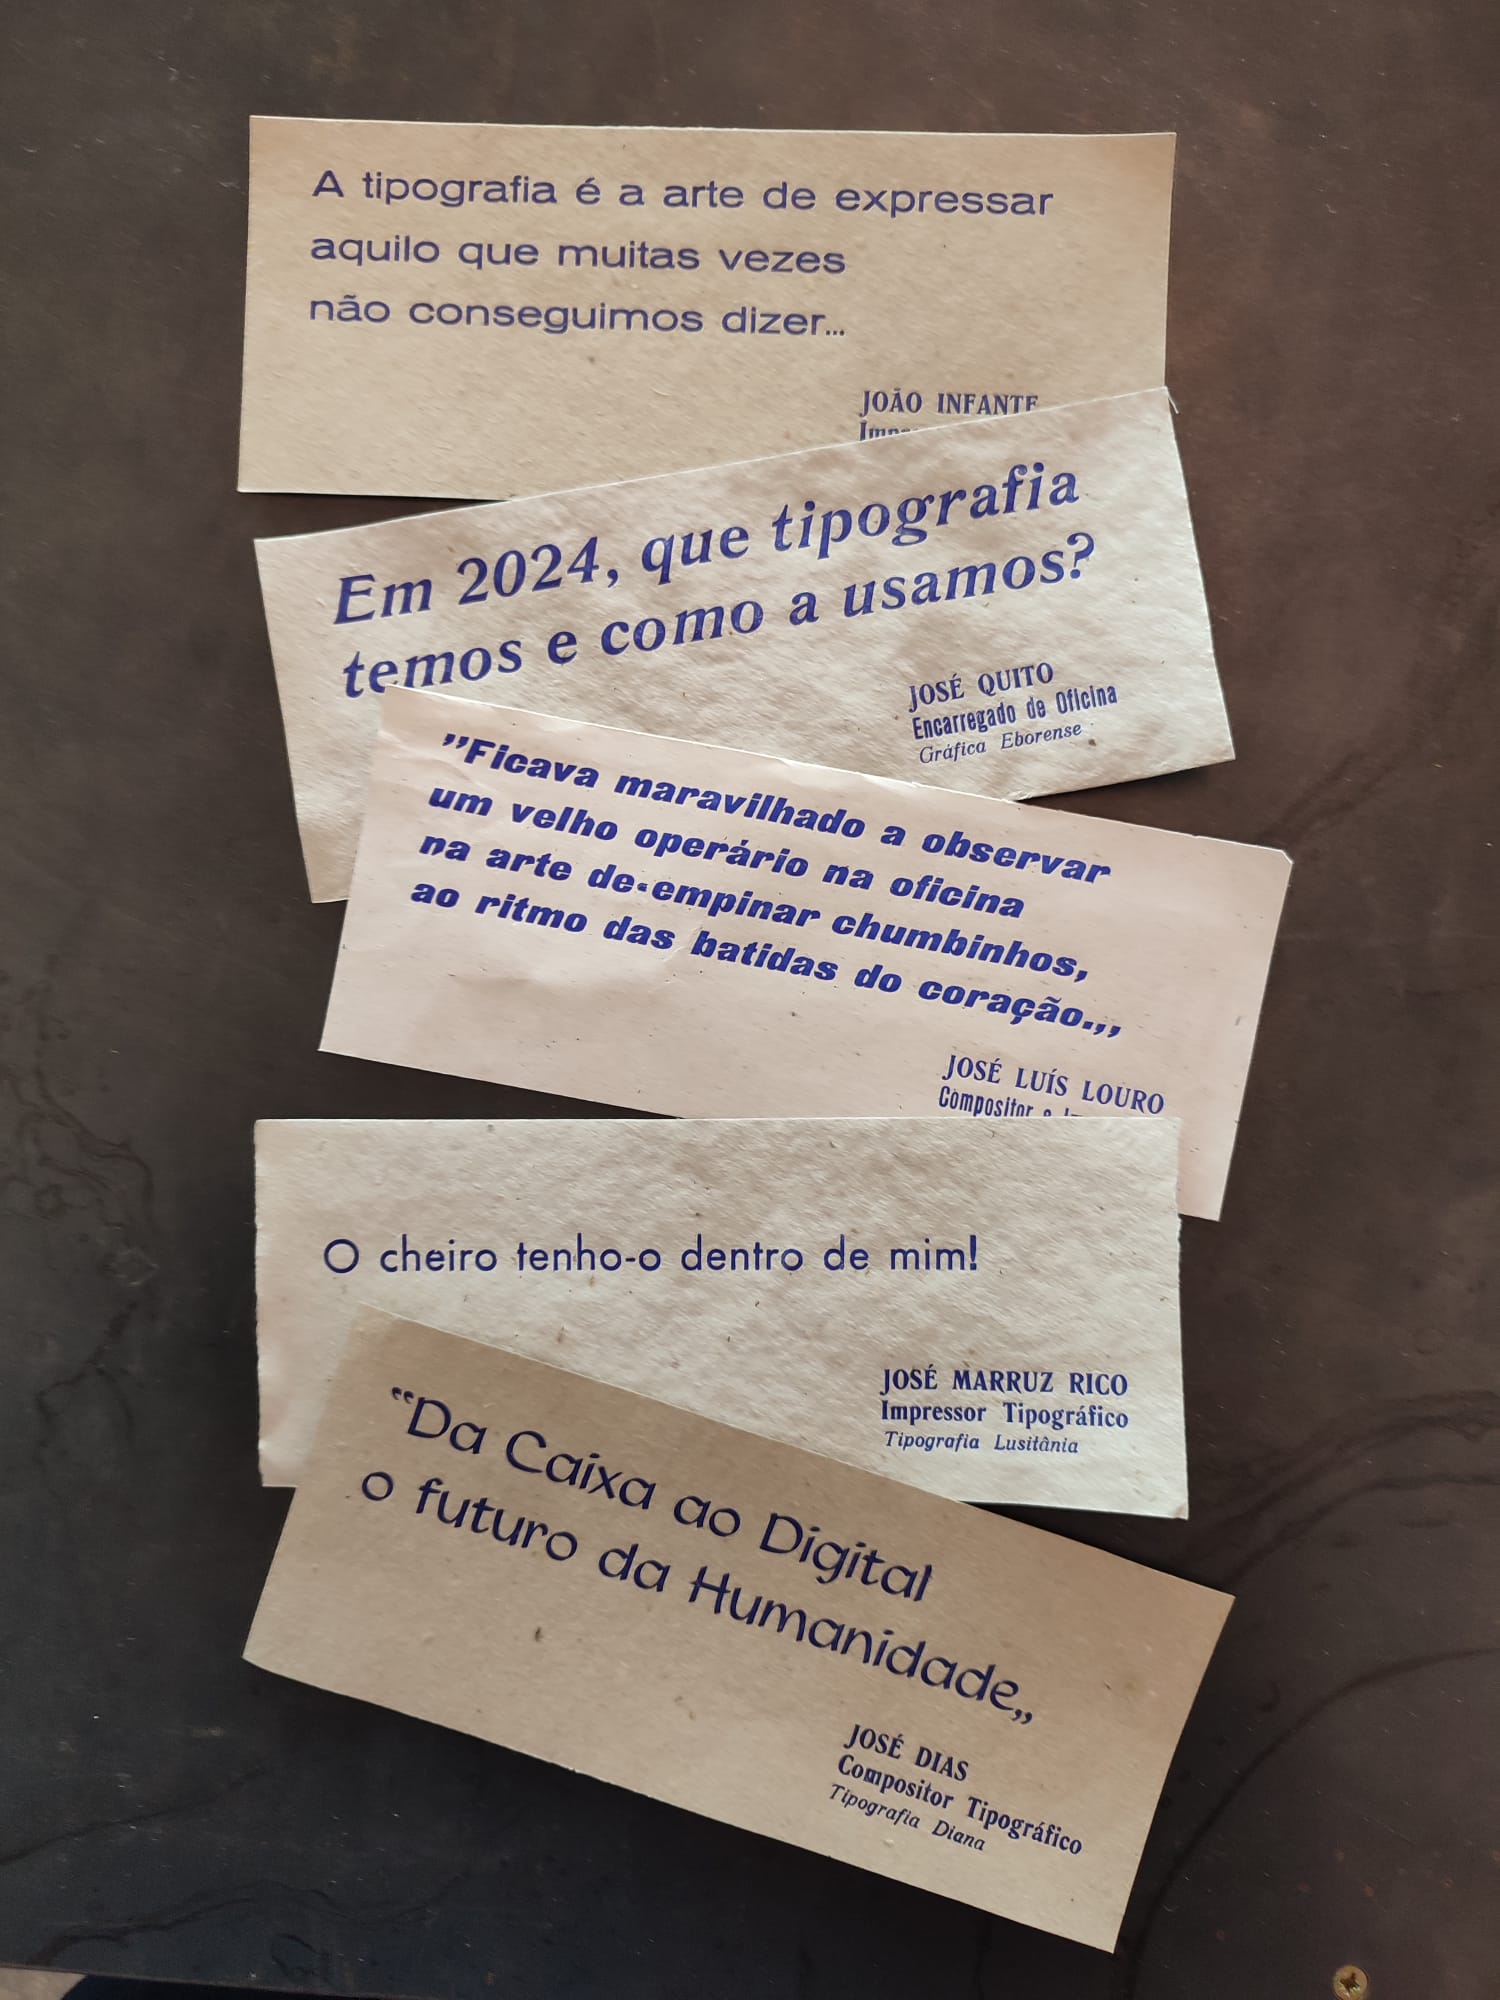 A tipografia é a arte de expressar
aquilo que muitas vezes
não conseguimos dizer...
JOÃO INFANTE
Em 2024, que tipografia
temos e como a usamos?
JOSÉ QUITO
Encarregado de Oficina
Gráfica Eborense
”Ficava maravilhado a observar
um velho operário na oficina
na arte de empinar chumbinhos,
ao ritmo das batidas do coração.,,
JOSÉ LUÍS LOURO
Compositor e
O cheiro tenho-o dentro de mim!
JOSÉ MARRUZ RICO
Impressor Tipográfico
Tipografia Lusitânia
“Da Caixa ao Digital
o futuro da Humanidade„
JOSÉ DIAS
Compositor Tipográfico
Tipografia Diana